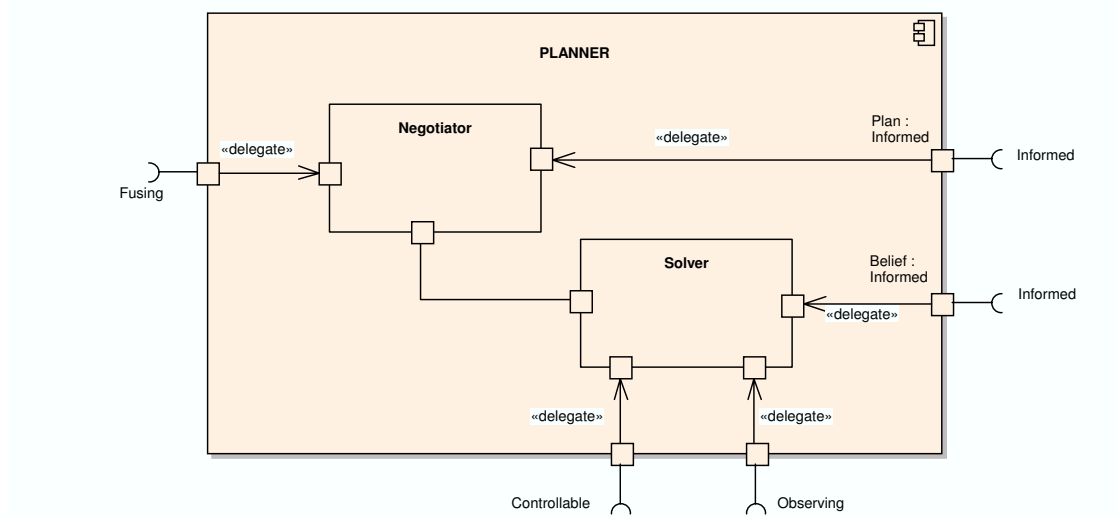 PLANNER
Negotiator
«delegate»
«delegate»
Plan :
Informed
Informed
Fusing
Solver
Belief :
Informed
Informed
«delegate»
«delegate»
«delegate»
Controllable
Observing